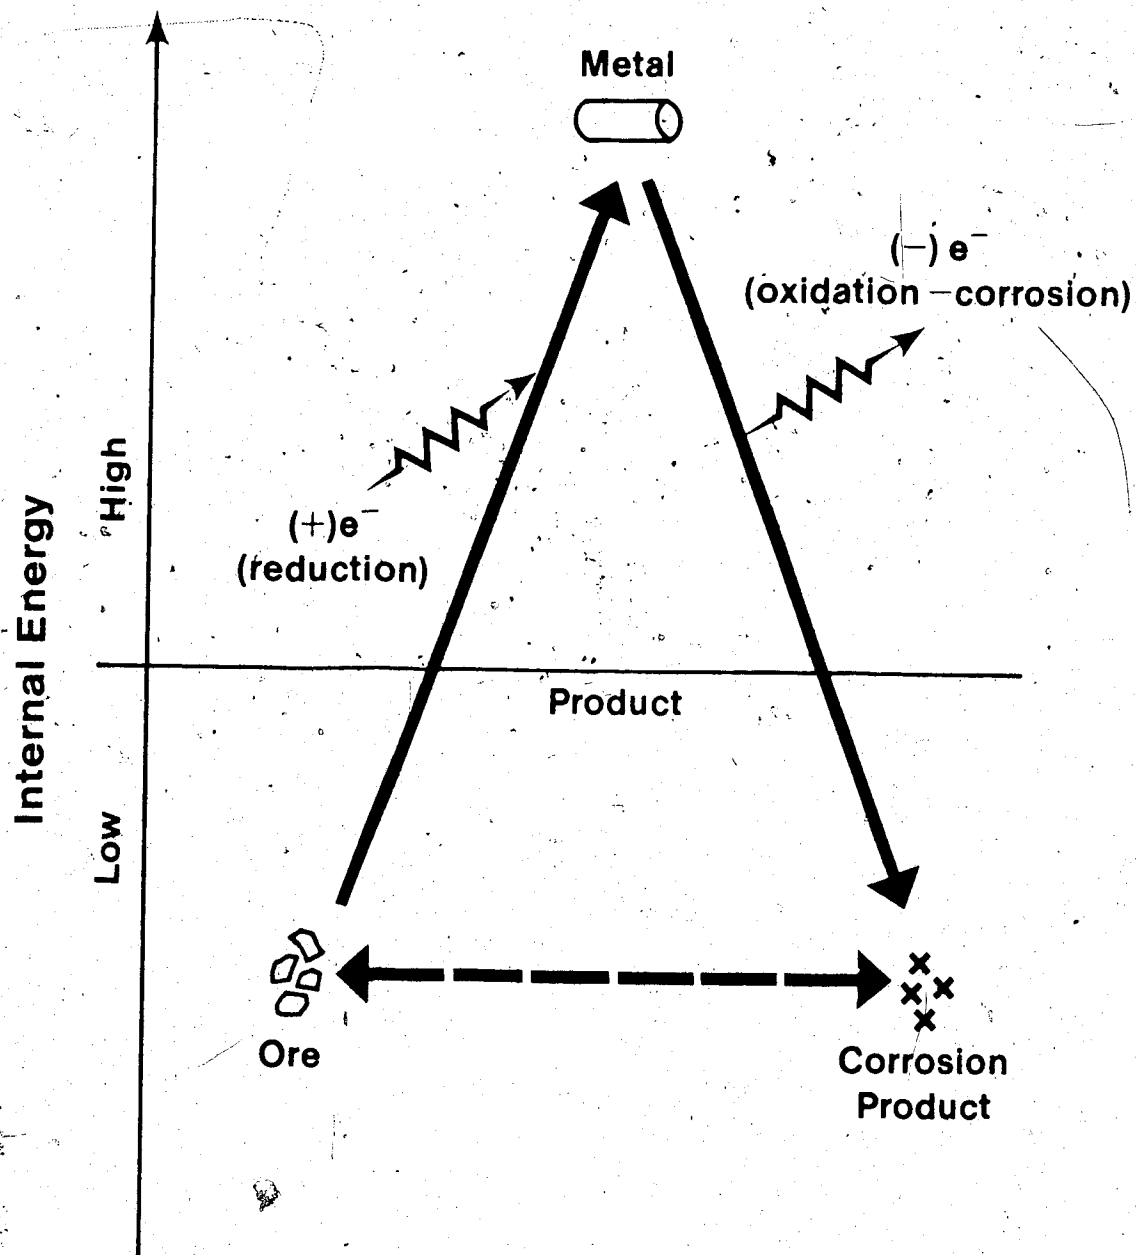 Metal
(−) e⁻
(oxidation −corrosion)
High
(+)e⁻
(reduction)
Internal Energy
Product
Low
Ore
Corrosion
Product